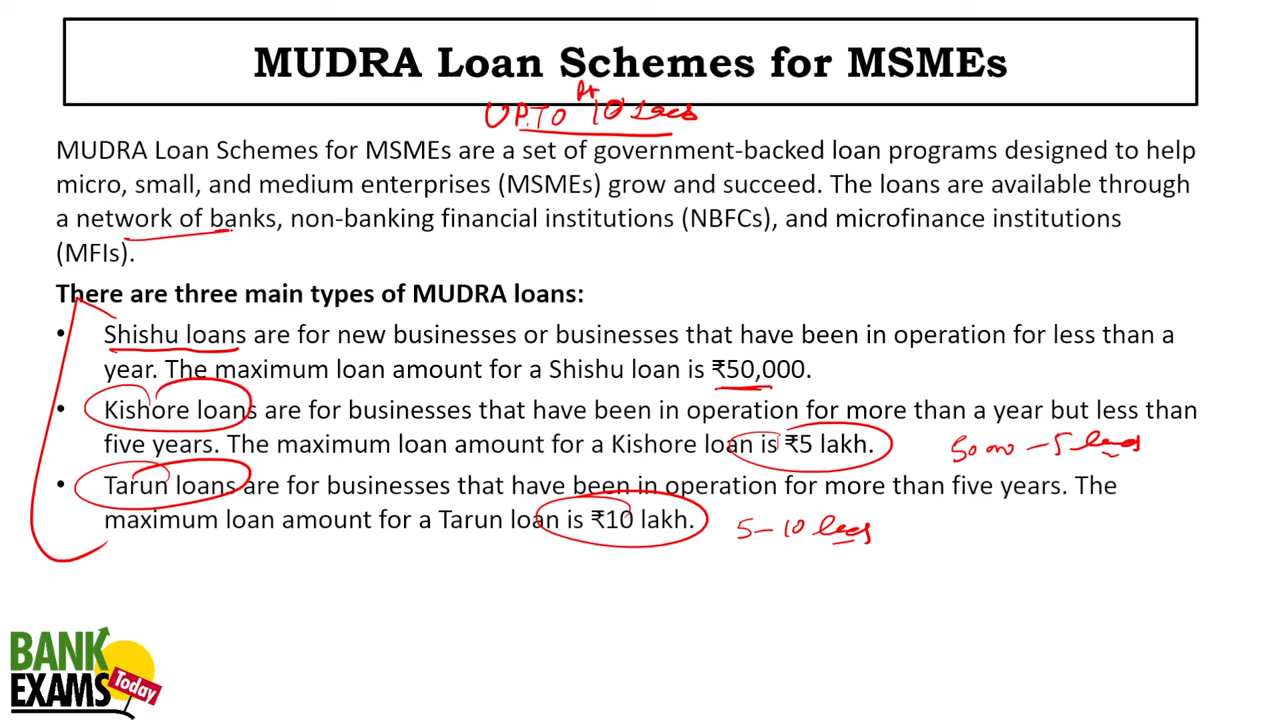 MUDRA Loan Schemes for MSMEs
UPTO 10 lacs
MUDRA Loan Schemes for MSMEs are a set of government-backed loan programs designed to help
micro, small, and medium enterprises (MSMEs) grow and succeed. The loans are available through
a network of banks, non-banking financial institutions (NBFCs), and microfinance institutions
(MFIs).
There are three main types of MUDRA loans:
• Shishu loans are for new businesses or businesses that have been in operation for less than a
year. The maximum loan amount for a Shishu loan is ₹50,000.
• Kishore loans are for businesses that have been in operation for more than a year but less than
five years. The maximum loan amount for a Kishore loan is ₹5 lakh.
50000 – 5 lacs
• Tarun loans are for businesses that have been in operation for more than five years. The
maximum loan amount for a Tarun loan is ₹10 lakh.
5 – 10 lacs
BANK
EXAMS Today